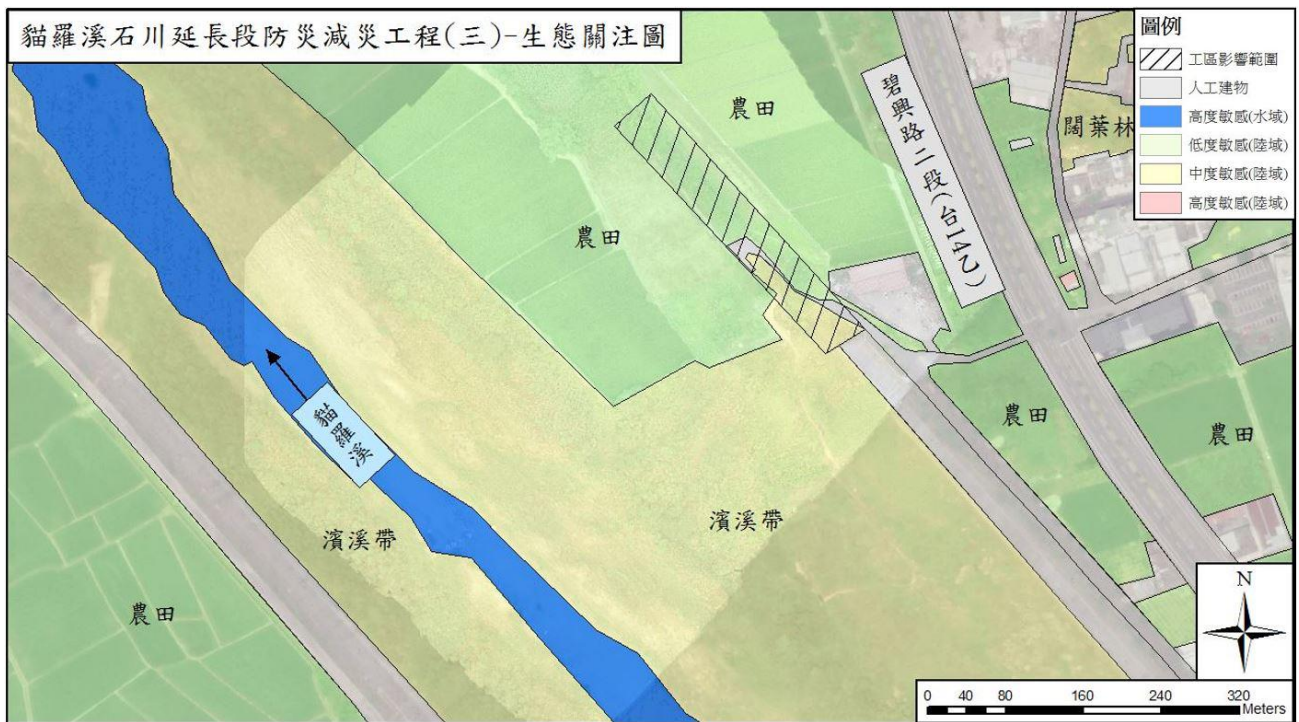 貓羅溪石川延長段防災減災工程(三)-生態關注圖
圖例
工區影響範圍
人工建物
高度敏感(水域)
低度敏感(陸域)
中度敏感(陸域)
高度敏感(陸域)
農田
碧興路二段(台14乙)
闊葉林
農田
貓羅溪
農田
農田
濱溪帶
濱溪帶
農田
N
0 40 80 160 240 320
Meters